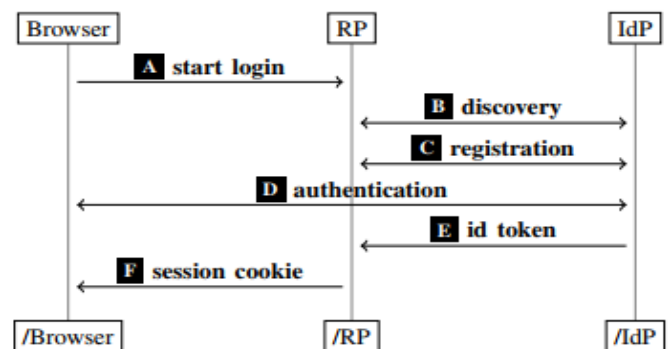 Browser RP IdP
A start login
B discovery
C registration
D authentication
E id token
F session cookie
/Browser /RP /IdP